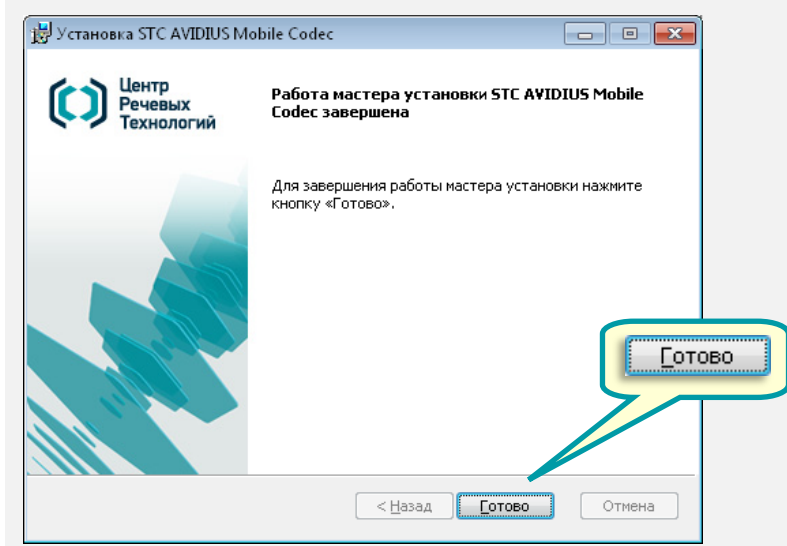 Установка STC AVIDIUS Mobile Codec
Центр
Речевых
Технологий
Работа мастера установки STC AVIDIUS Mobile
Codec завершена
Для завершения работы мастера установки нажмите
кнопку «Готово».
Готово
< Назад
Готово
Отмена